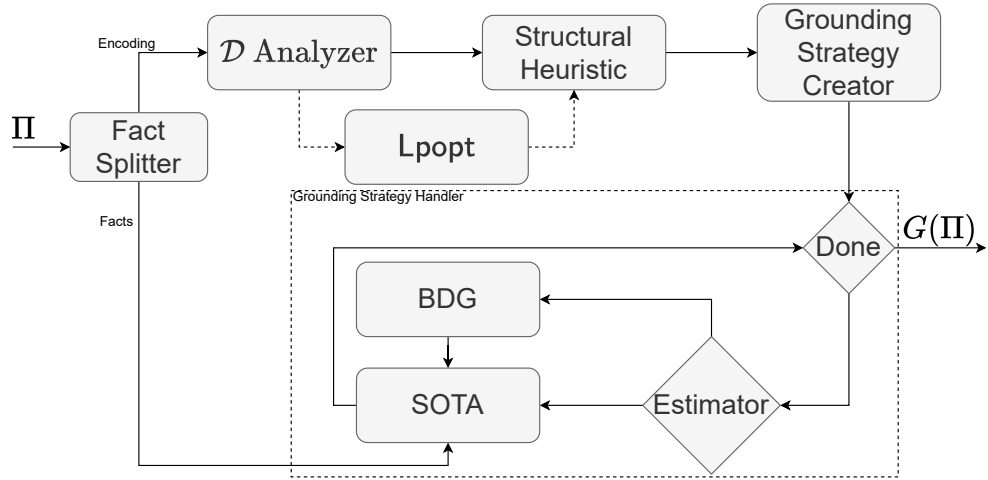 Encoding
𝒟 Analyzer
Structural
Heuristic
Grounding
Strategy
Creator
Π
Fact
Splitter
Lpopt
Facts
Grounding Strategy Handler
Done
G(Π)
BDG
SOTA
Estimator